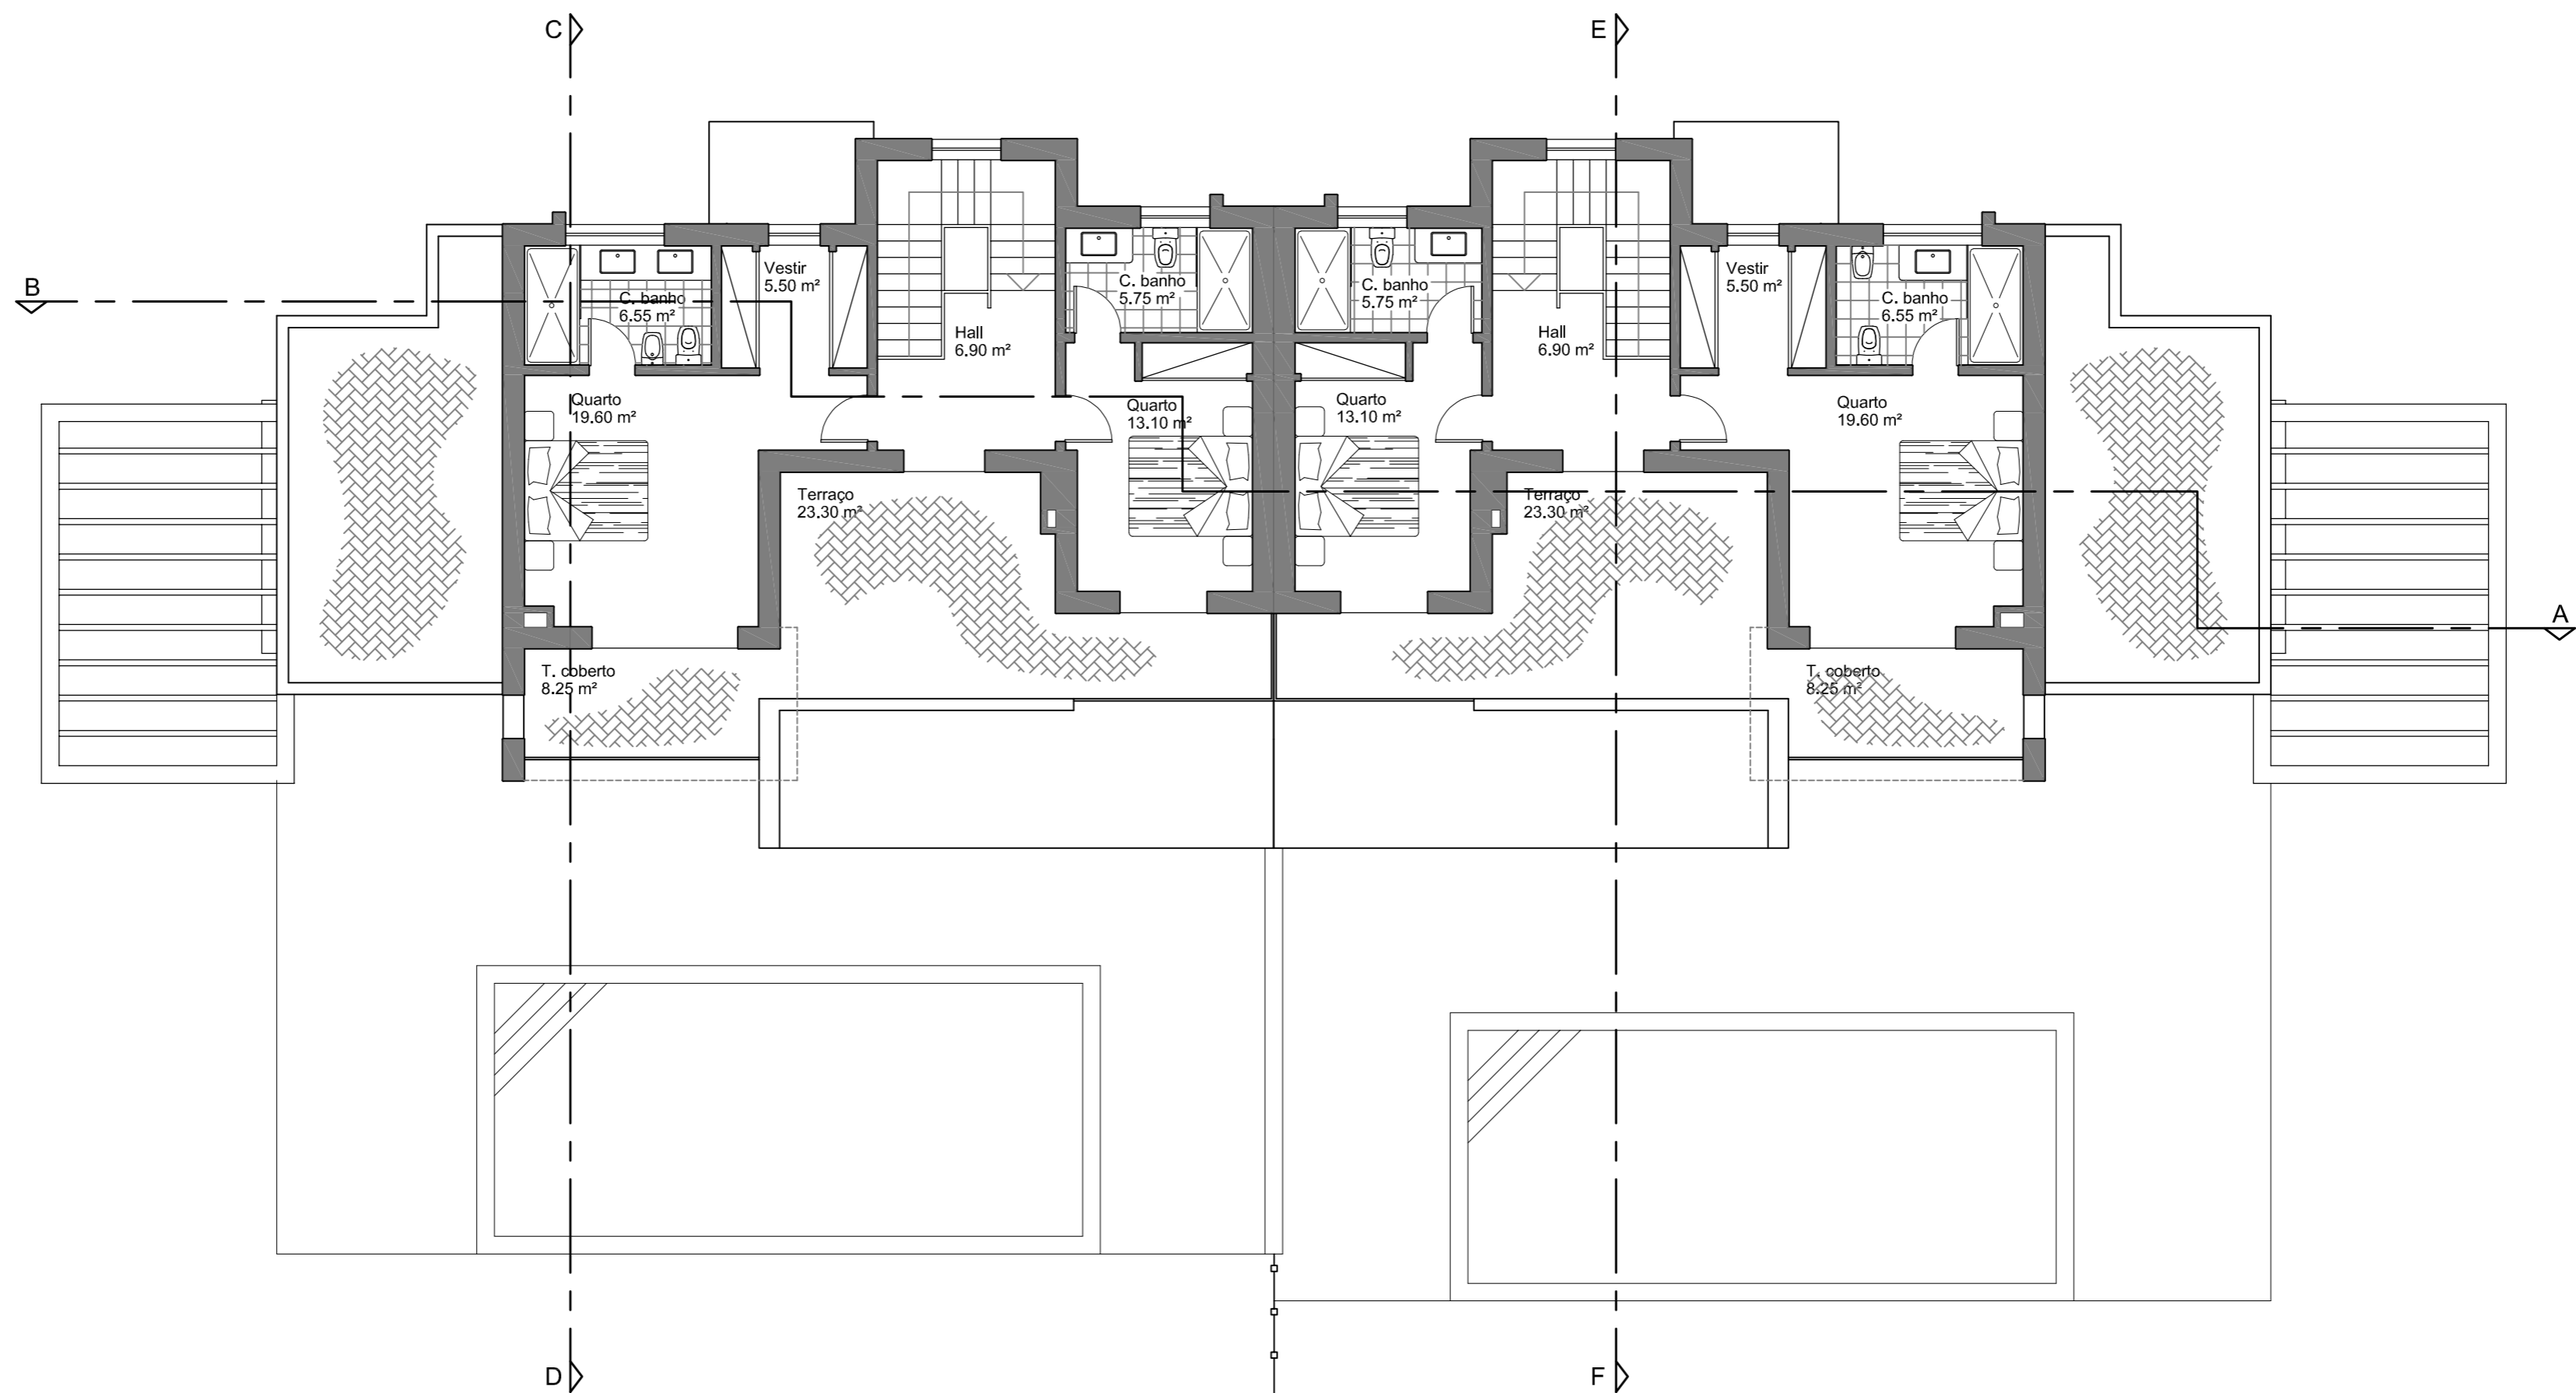 C
E
B
Vestir
5.50 m²
C. banho
6.55 m²
Hall
6.90 m²
C. banho
5.75 m²
C. banho
5.75 m²
Hall
6.90 m²
Vestir
5.50 m²
C. banho
6.55 m²
Quarto
19.60 m²
Quarto
13.10 m²
Quarto
13.10 m²
Quarto
19.60 m²
Terraço
23.30 m²
Terraço
23.30 m²
A
T. coberto
8.25 m²
T. coberto
8.25 m²
D
F